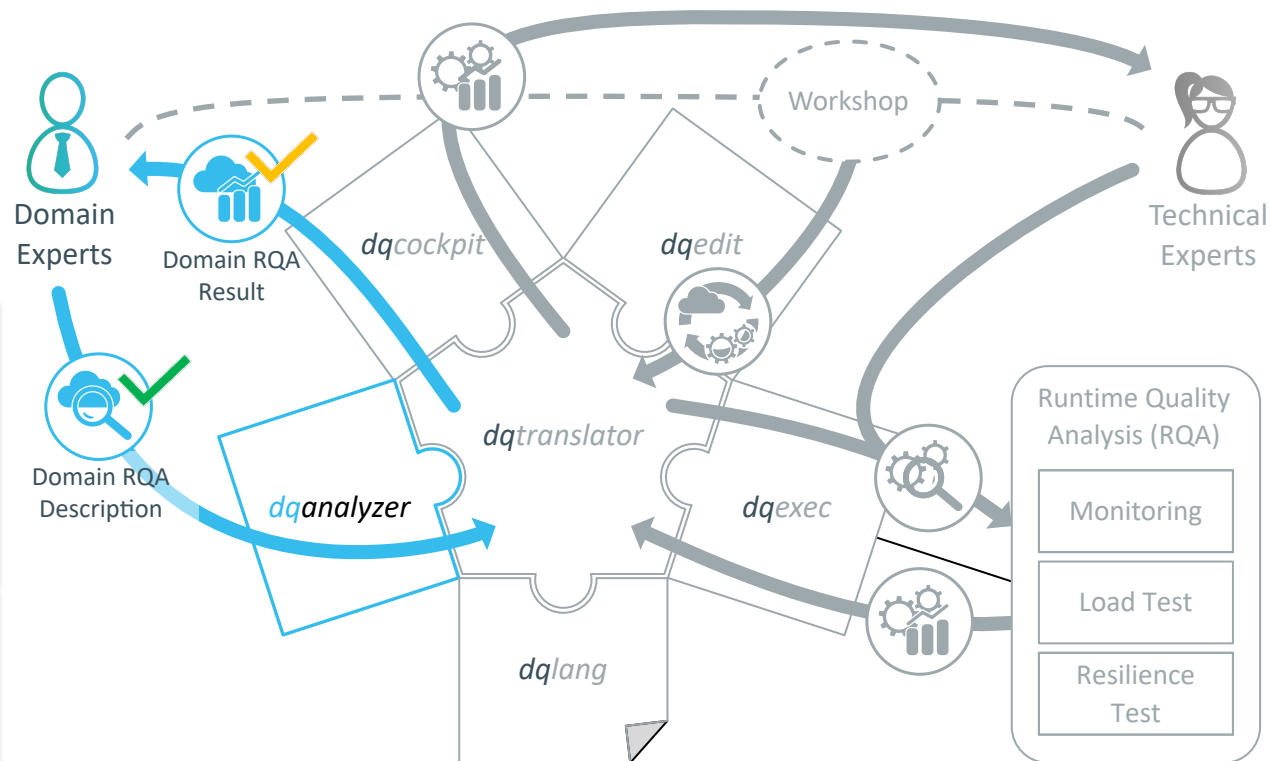 Workshop
Domain
Experts
Technical
Experts
Domain RQA
Result
dqcockpit
dqedit
Runtime Quality
Analysis (RQA)
dqtranslator
Domain RQA
Description
dqanalyzer
dqexec
Monitoring
Load Test
dqlang
Resilience
Test